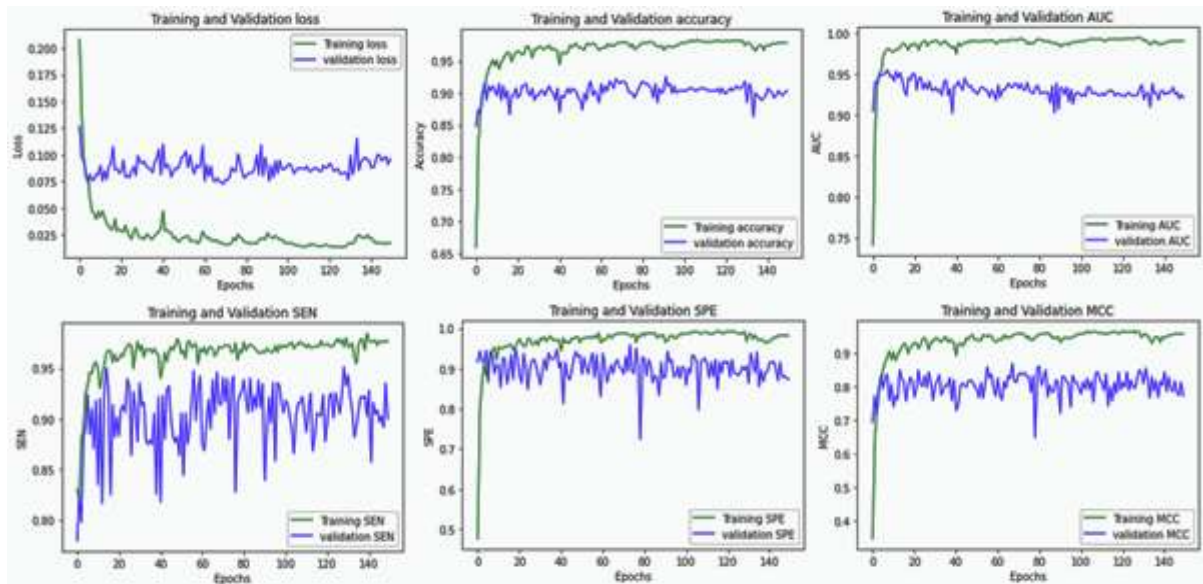 Training and Validation loss
0.200
0.175
0.150
0.125
0.100
0.075
0.050
0.025
Loss
Training loss
validation loss
0 20 40 60 80 100 120 140
Epochs
Training and Validation accuracy
0.95
0.90
0.85
0.80
0.75
0.70
0.65
Accuracy
Training accuracy
validation accuracy
0 20 40 60 80 100 120 140
Epochs
Training and Validation AUC
1.00
0.95
0.90
0.85
0.80
0.75
AUC
Training AUC
validation AUC
0 20 40 60 80 100 120 140
Epochs
Training and Validation SEN
0.95
0.90
0.85
0.80
SEN
Training SEN
validation SEN
0 20 40 60 80 100 120 140
Epochs
Training and Validation SPE
1.0
0.9
0.8
0.7
0.6
0.5
SPE
Training SPE
validation SPE
0 20 40 60 80 100 120 140
Epochs
Training and Validation MCC
0.9
0.8
0.7
0.6
0.5
0.4
MCC
Training MCC
validation MCC
0 20 40 60 80 100 120 140
Epochs